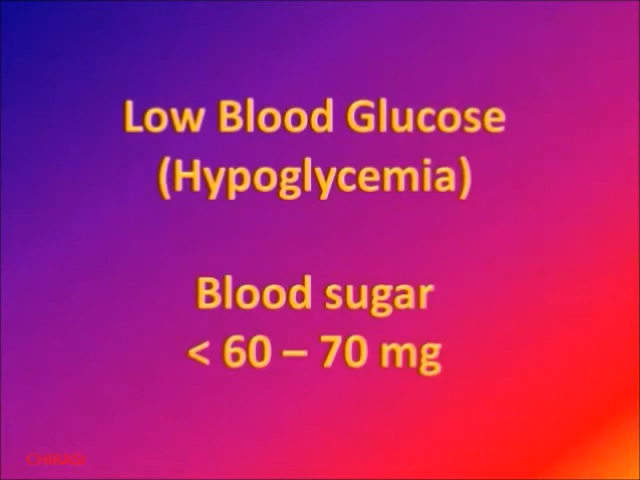 Low Blood Glucose
(Hypoglycemia)
Blood sugar
< 60 – 70 mg